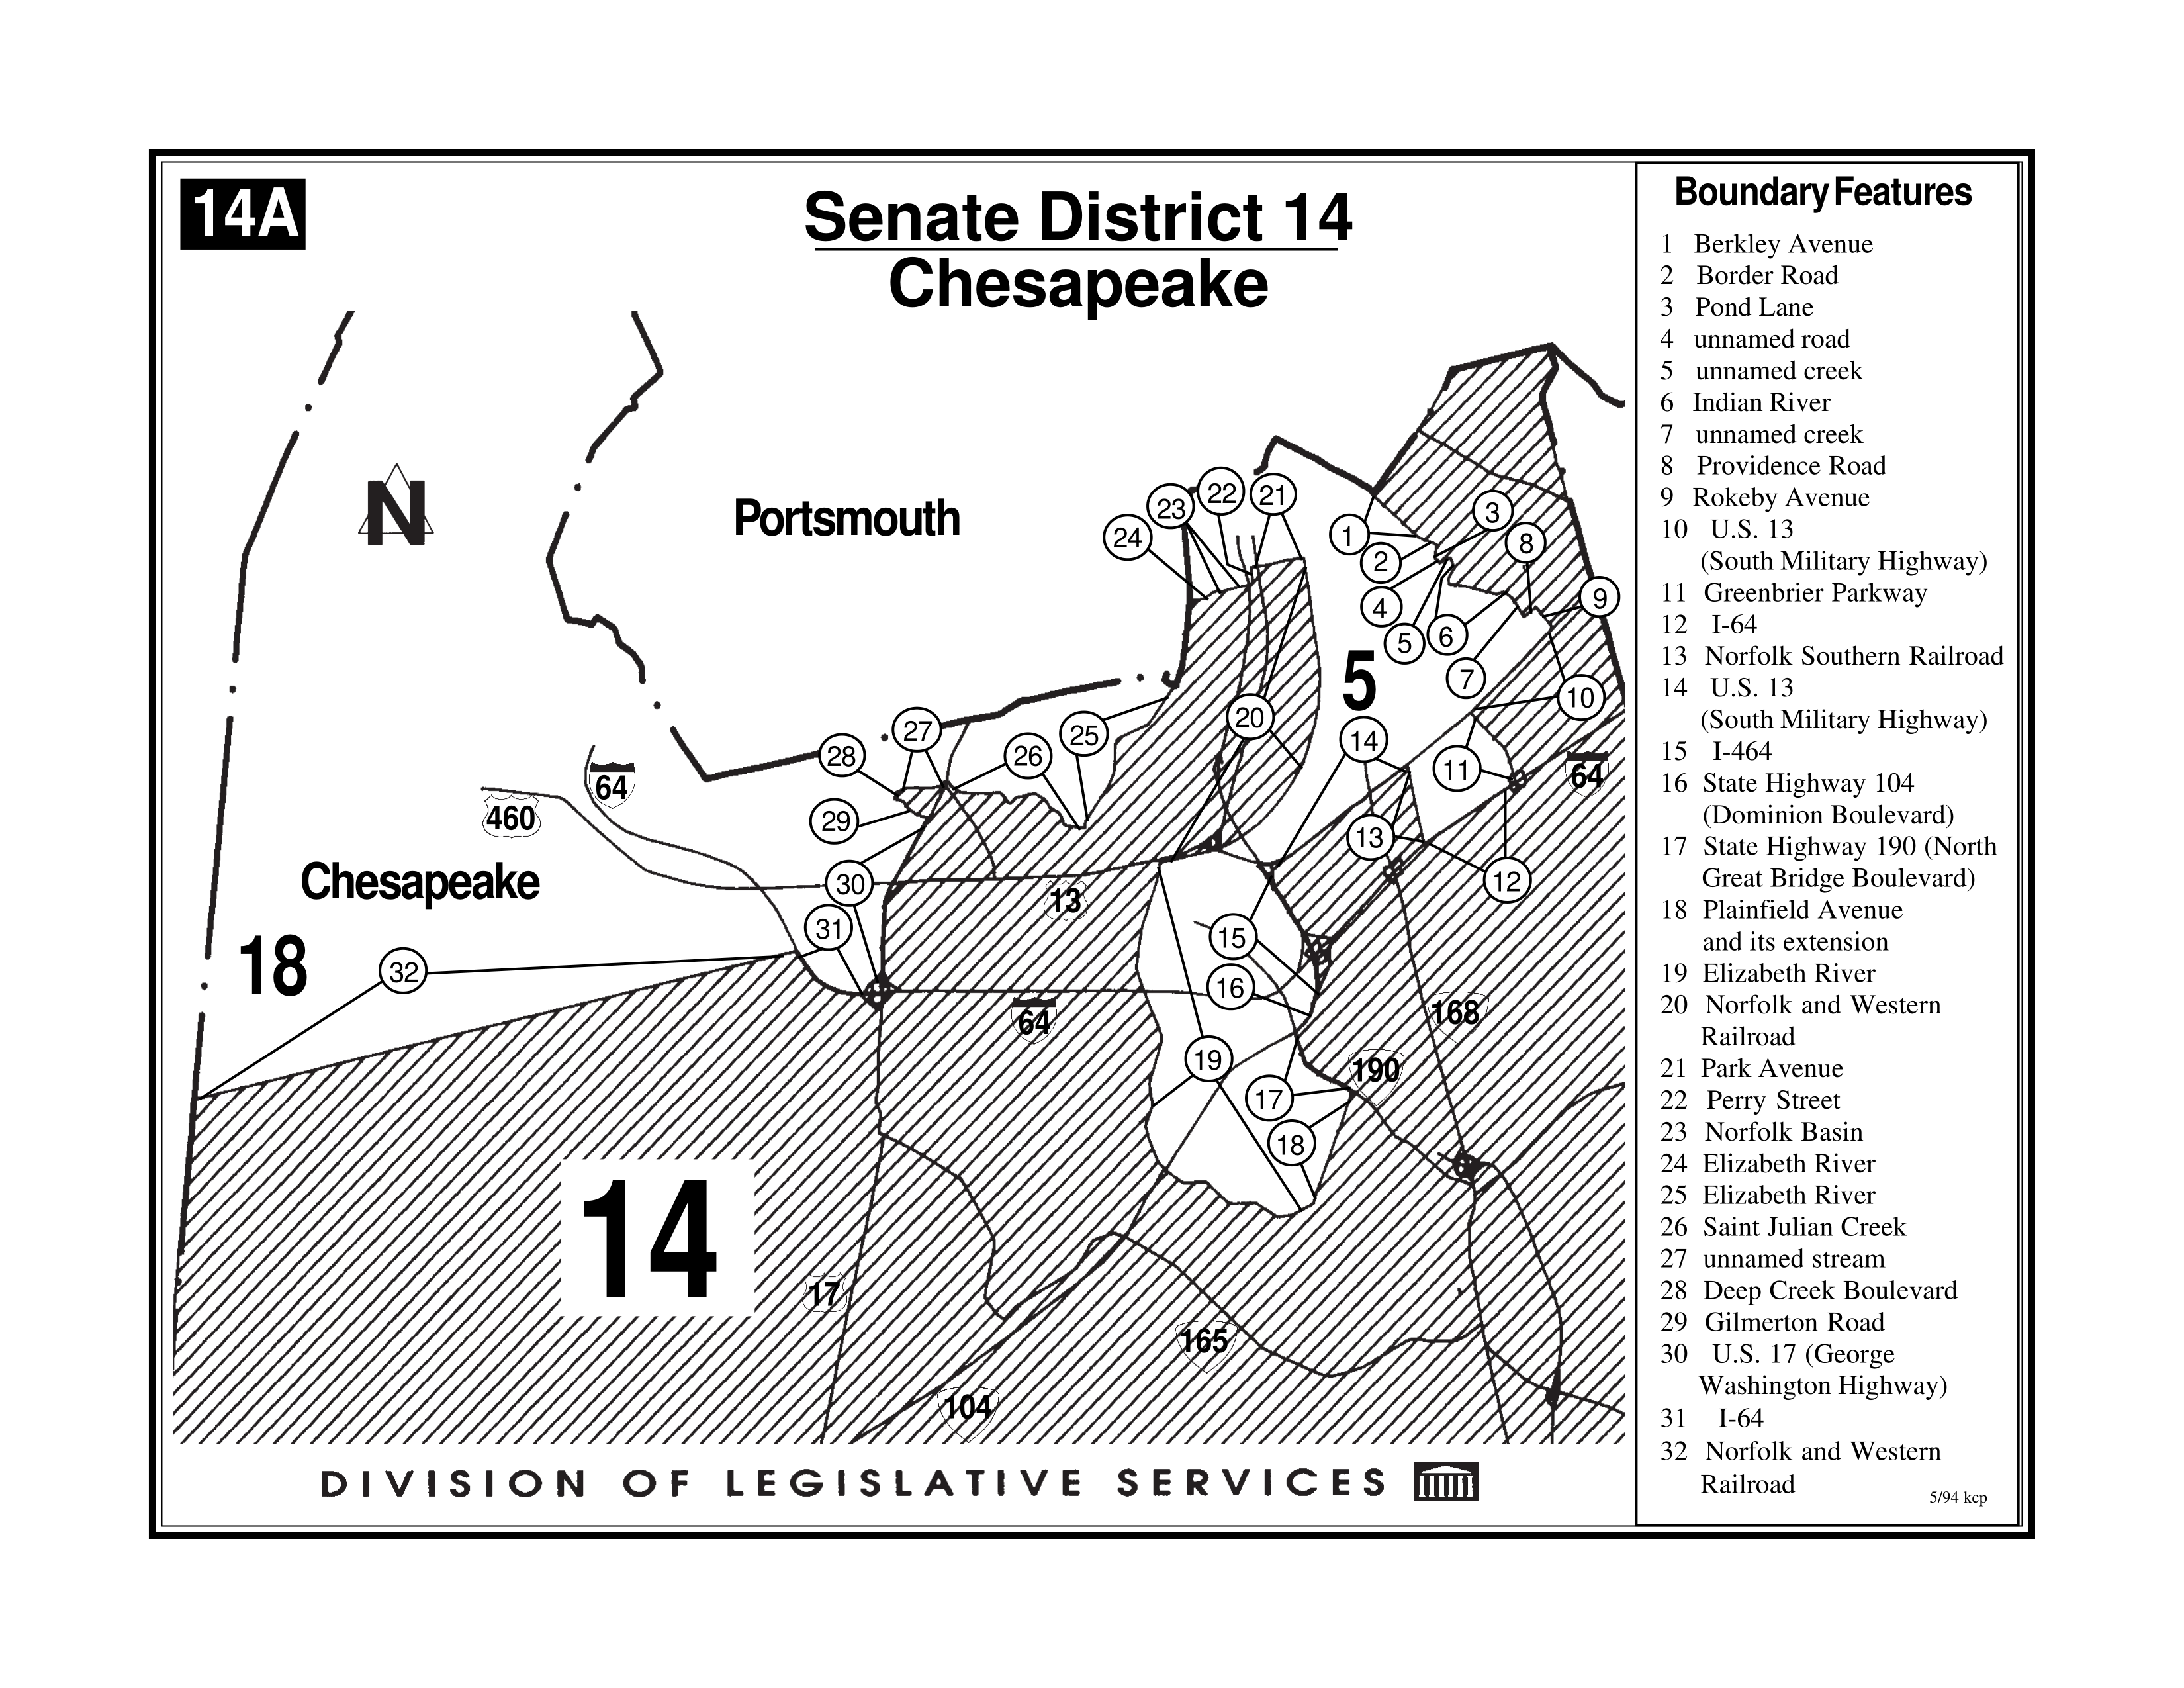 14A
Senate District 14
Chesapeake
N
Portsmouth
24
23
22
21
1
2
3
8
4
5
6
9
7
5
10
20
14
27
28
26
25
11
64
64
460
29
13
Chesapeake
30
12
13
31
15
18
32
16
64
168
19
190
17
18
14
17
165
104
DIVISION OF LEGISLATIVE SERVICES
Boundary Features
1 Berkley Avenue
2 Border Road
3 Pond Lane
4 unnamed road
5 unnamed creek
6 Indian River
7 unnamed creek
8 Providence Road
9 Rokeby Avenue
10 U.S. 13
(South Military Highway)
11 Greenbrier Parkway
12 I-64
13 Norfolk Southern Railroad
14 U.S. 13
(South Military Highway)
15 I-464
16 State Highway 104
(Dominion Boulevard)
17 State Highway 190 (North
Great Bridge Boulevard)
18 Plainfield Avenue
and its extension
19 Elizabeth River
20 Norfolk and Western
Railroad
21 Park Avenue
22 Perry Street
23 Norfolk Basin
24 Elizabeth River
25 Elizabeth River
26 Saint Julian Creek
27 unnamed stream
28 Deep Creek Boulevard
29 Gilmerton Road
30 U.S. 17 (George
Washington Highway)
31 I-64
32 Norfolk and Western
Railroad
5/94 kcp